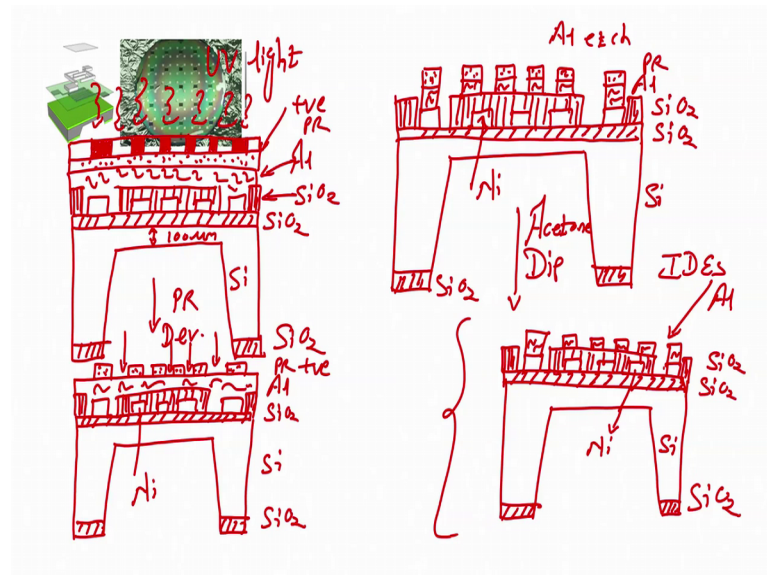 UV light
+ve
PR
Al
SiO2
SiO2
100um
Si
SiO2
PR
Dev.
PR +ve
Al
SiO2
Si
SiO2
Ni
Al etch
PR
Al
SiO2
SiO2
Ni
Si
SiO2
Acetone
Dip
IDEs
Al
SiO2
SiO2
Ni
Si
SiO2